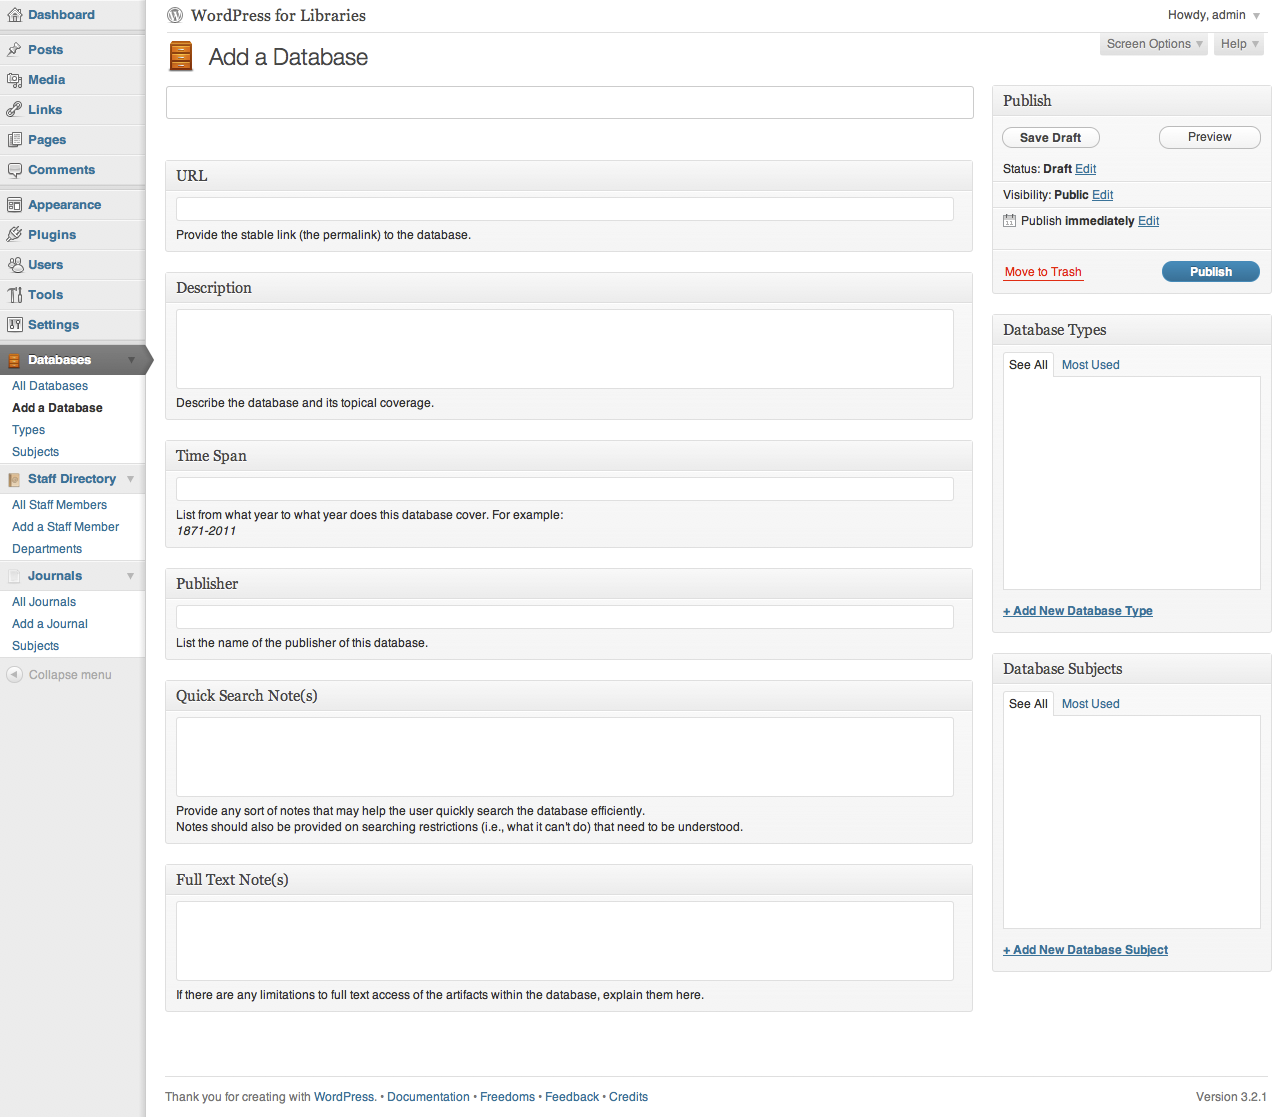 Dashboard
Posts
Media
Links
Pages
Comments
Appearance
Plugins
Users
Tools
Settings
Databases
All Databases
Add a Database
Types
Subjects
Staff Directory
All Staff Members
Add a Staff Member
Departments
Journals
All Journals
Add a Journal
Subjects
Collapse menu
WordPress for Libraries
Howdy, admin
Screen Options
Help
Add a Database
URL
Provide the stable link (the permalink) to the database.
Description
Describe the database and its topical coverage.
Time Span
List from what year to what year does this database cover. For example:
1871-2011
Publisher
List the name of the publisher of this database.
Quick Search Note(s)
Provide any sort of notes that may help the user quickly search the database efficiently.
Notes should also be provided on searching restrictions (i.e., what it can't do) that need to be understood.
Full Text Note(s)
If there are any limitations to full text access of the artifacts within the database, explain them here.
Publish
Save Draft
Preview
Status: Draft Edit
Visibility: Public Edit
Publish immediately Edit
Move to Trash
Publish
Database Types
See All
Most Used
+ Add New Database Type
Database Subjects
See All
Most Used
+ Add New Database Subject
Thank you for creating with WordPress. • Documentation • Freedoms • Feedback • Credits
Version 3.2.1